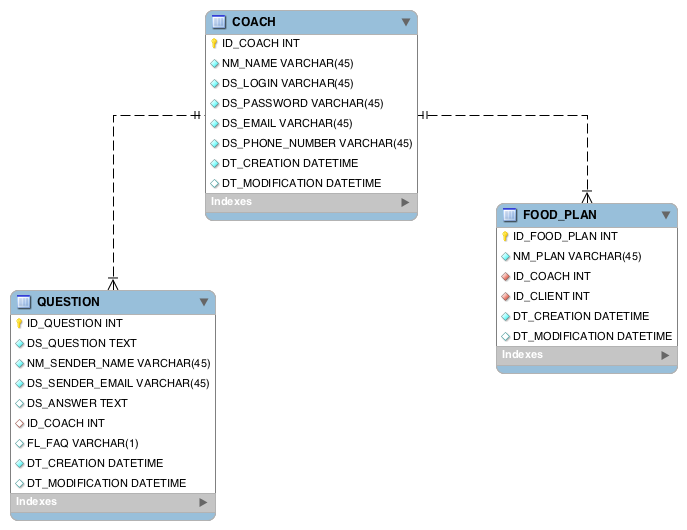 COACH
ID_COACH INT
NM_NAME VARCHAR(45)
DS_LOGIN VARCHAR(45)
DS_PASSWORD VARCHAR(45)
DS_EMAIL VARCHAR(45)
DS_PHONE_NUMBER VARCHAR(45)
DT_CREATION DATETIME
DT_MODIFICATION DATETIME
Indexes
FOOD_PLAN
ID_FOOD_PLAN INT
NM_PLAN VARCHAR(45)
ID_COACH INT
ID_CLIENT INT
DT_CREATION DATETIME
DT_MODIFICATION DATETIME
Indexes
QUESTION
ID_QUESTION INT
DS_QUESTION TEXT
NM_SENDER_NAME VARCHAR(45)
DS_SENDER_EMAIL VARCHAR(45)
DS_ANSWER TEXT
ID_COACH INT
FL_FAQ VARCHAR(1)
DT_CREATION DATETIME
DT_MODIFICATION DATETIME
Indexes